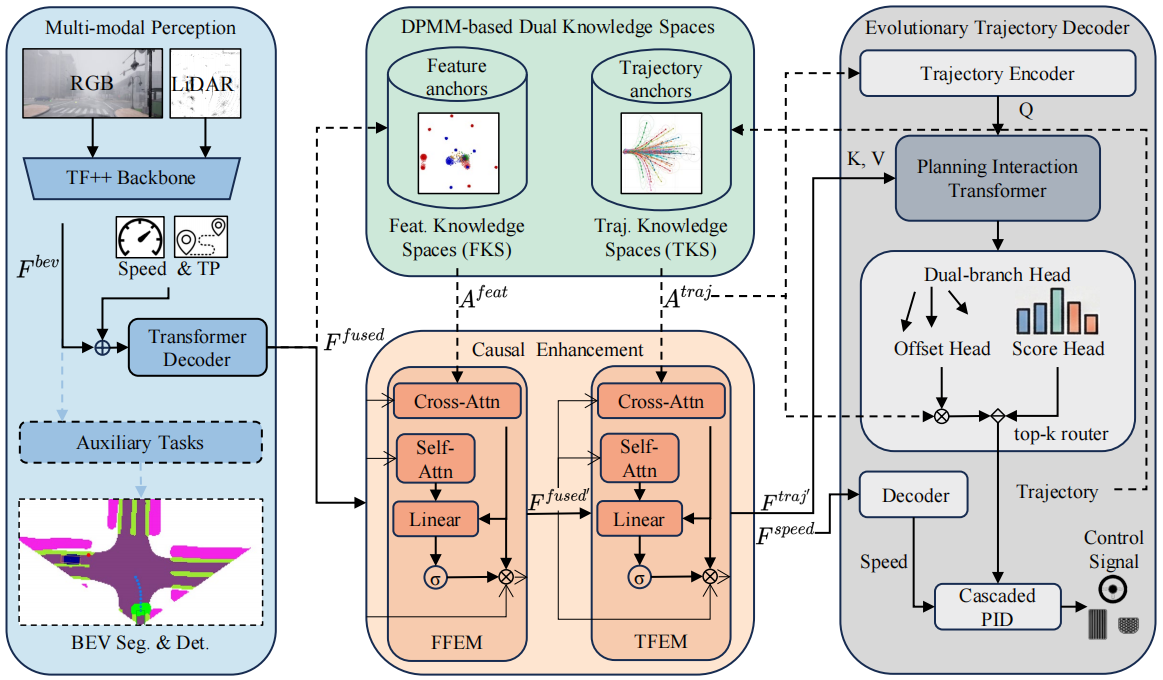 Multi-modal Perception
RGB
LiDAR
TF++ Backbone
F^bev
Speed & TP
⊕
Transformer
Decoder
Auxiliary Tasks
BEV Seg. & Det.
DPMM-based Dual Knowledge Spaces
Feature
anchors
Trajectory
anchors
Feat. Knowledge
Spaces (FKS)
Traj. Knowledge
Spaces (TKS)
A^feat
A^traj
F^fused
Causal Enhancement
Cross-Attn
Self-
Attn
Linear
σ
⊗
FFEM
F^fused'
Cross-Attn
Self-
Attn
Linear
σ
⊗
TFEM
F^traj'
F^speed
Evolutionary Trajectory Decoder
Trajectory Encoder
Q
K, V
Planning Interaction
Transformer
Dual-branch Head
Offset Head
Score Head
⊗
top-k router
Decoder
Trajectory
Speed
Control
Signal
Cascaded
PID